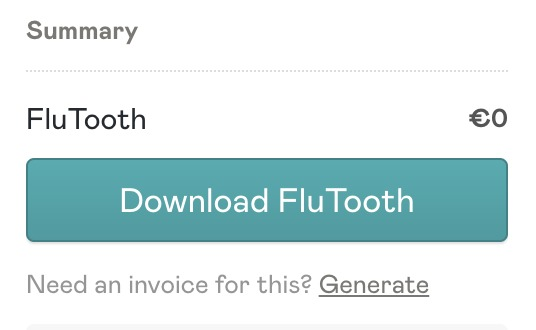 Summary
FluTooth €0
Download FluTooth
Need an invoice for this? Generate